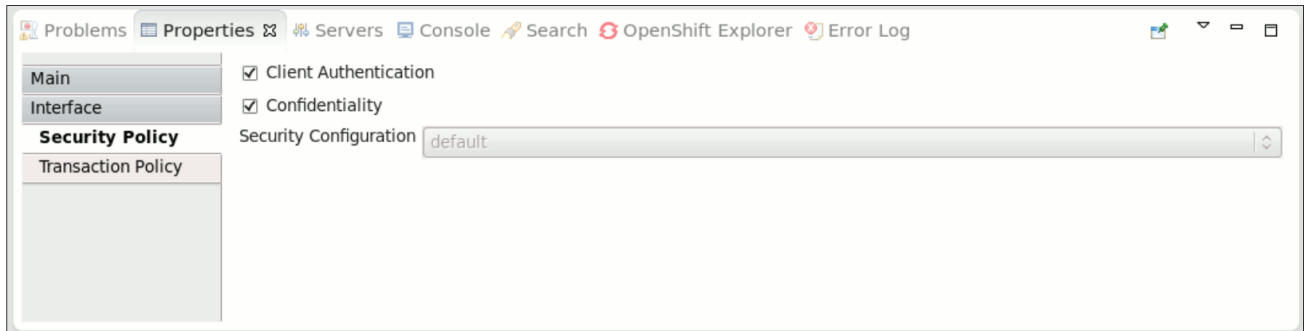 Problems Properties Servers Console Search OpenShift Explorer Error Log
Main
Client Authentication
Interface
Confidentiality
Security Policy
Security Configuration default
Transaction Policy